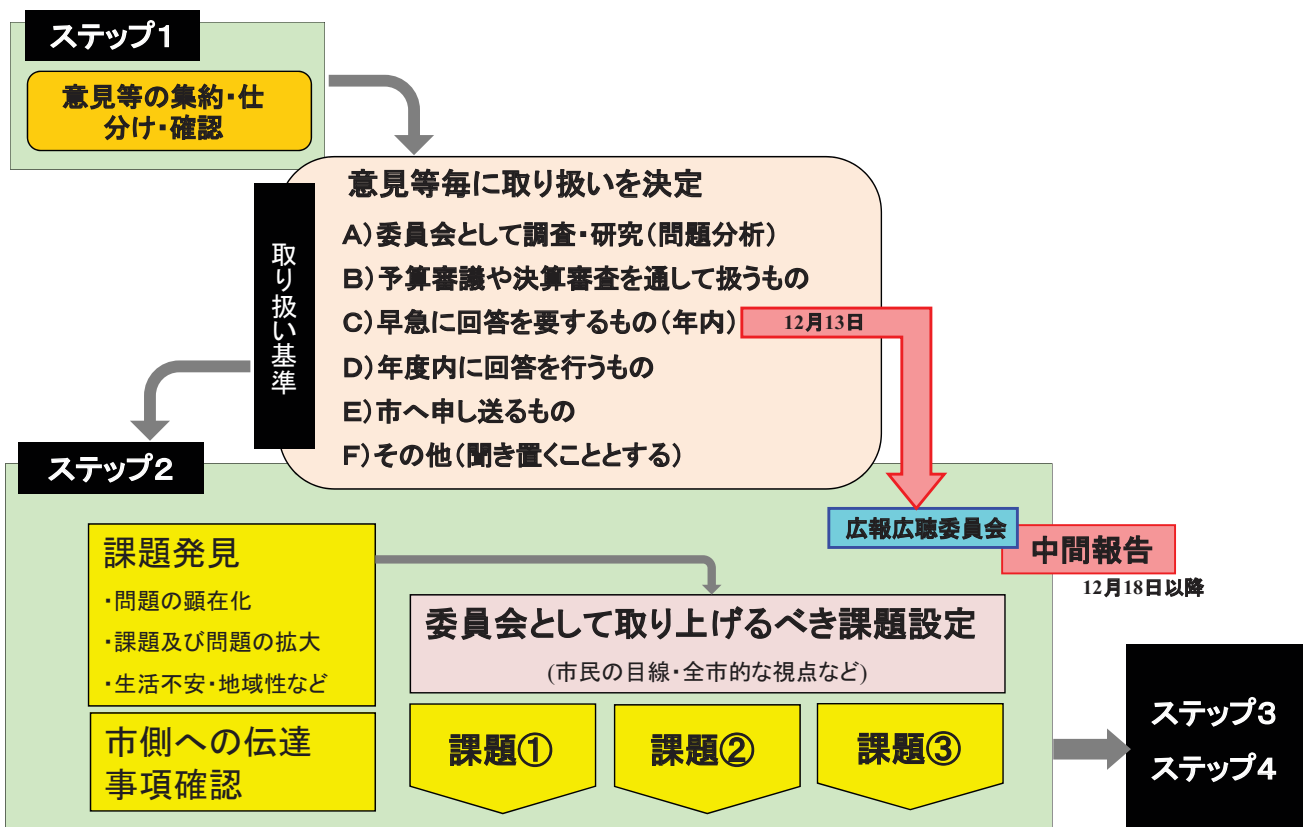 ステップ1
意見等の集約・仕
分け・確認
取り扱い基準
意見等毎に取り扱いを決定
A)委員会として調査・研究(問題分析)
B)予算審議や決算審査を通して扱うもの
C)早急に回答を要するもの(年内)
12月13日
D)年度内に回答を行うもの
E)市へ申し送るもの
F)その他(聞き置くこととする)
ステップ2
広報広聴委員会
中間報告
12月18日以降
課題発見
・問題の顕在化
・課題及び問題の拡大
・生活不安・地域性など
市側への伝達
事項確認
委員会として取り上げるべき課題設定
(市民の目線・全市的な視点など)
課題①
課題②
課題③
ステップ3
ステップ4